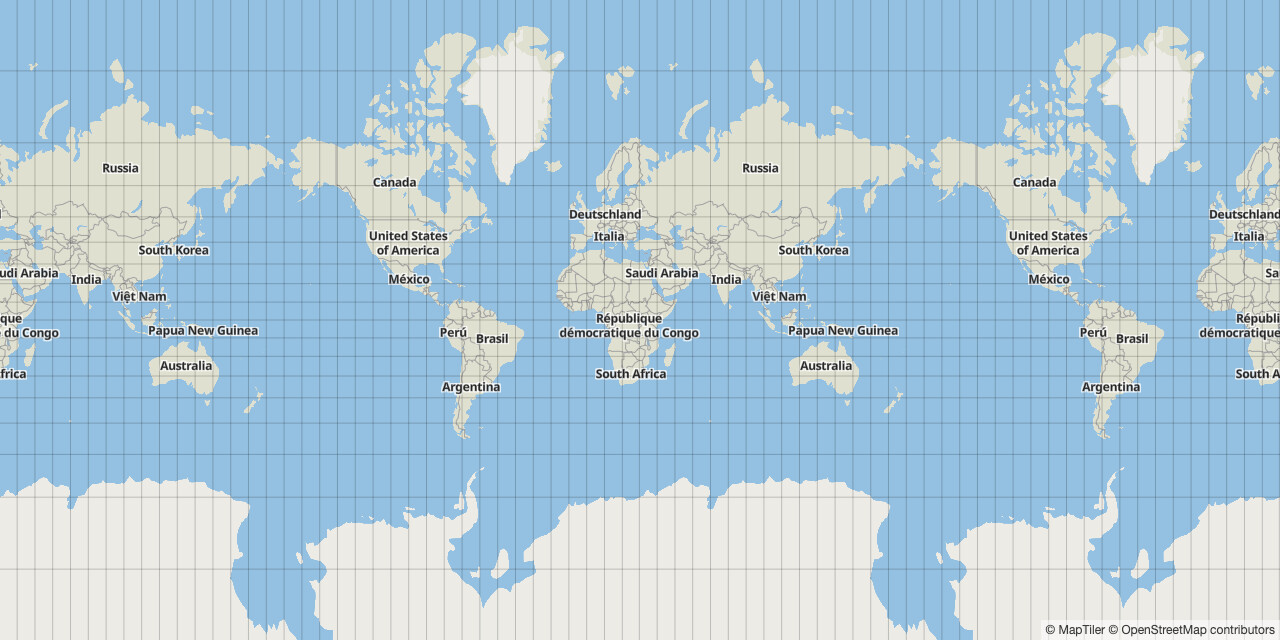 Russia
Russia
Canada
Canada
Deutschland
Deutschland
United States
of America
Italia
United States
of America
Italia
South Korea
South Korea
udi Arabia
India
México
Saudi Arabia
India
México
Sa
Việt Nam
Việt Nam
que
du Congo
Papua New Guinea
Perú
Brasil
République
démocratique du Congo
Papua New Guinea
Perú
Brasil
Républi
démocratique
Australia
Australia
frica
South Africa
South A
Argentina
Argentina
© MapTiler © OpenStreetMap contributors